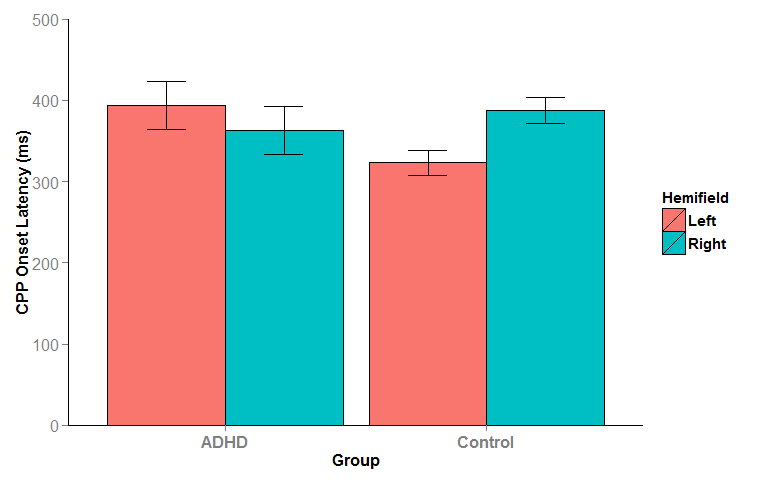 500
400
300
200
100
0
CPP Onset Latency (ms)
ADHD
Control
Group
Hemifield
Left
Right